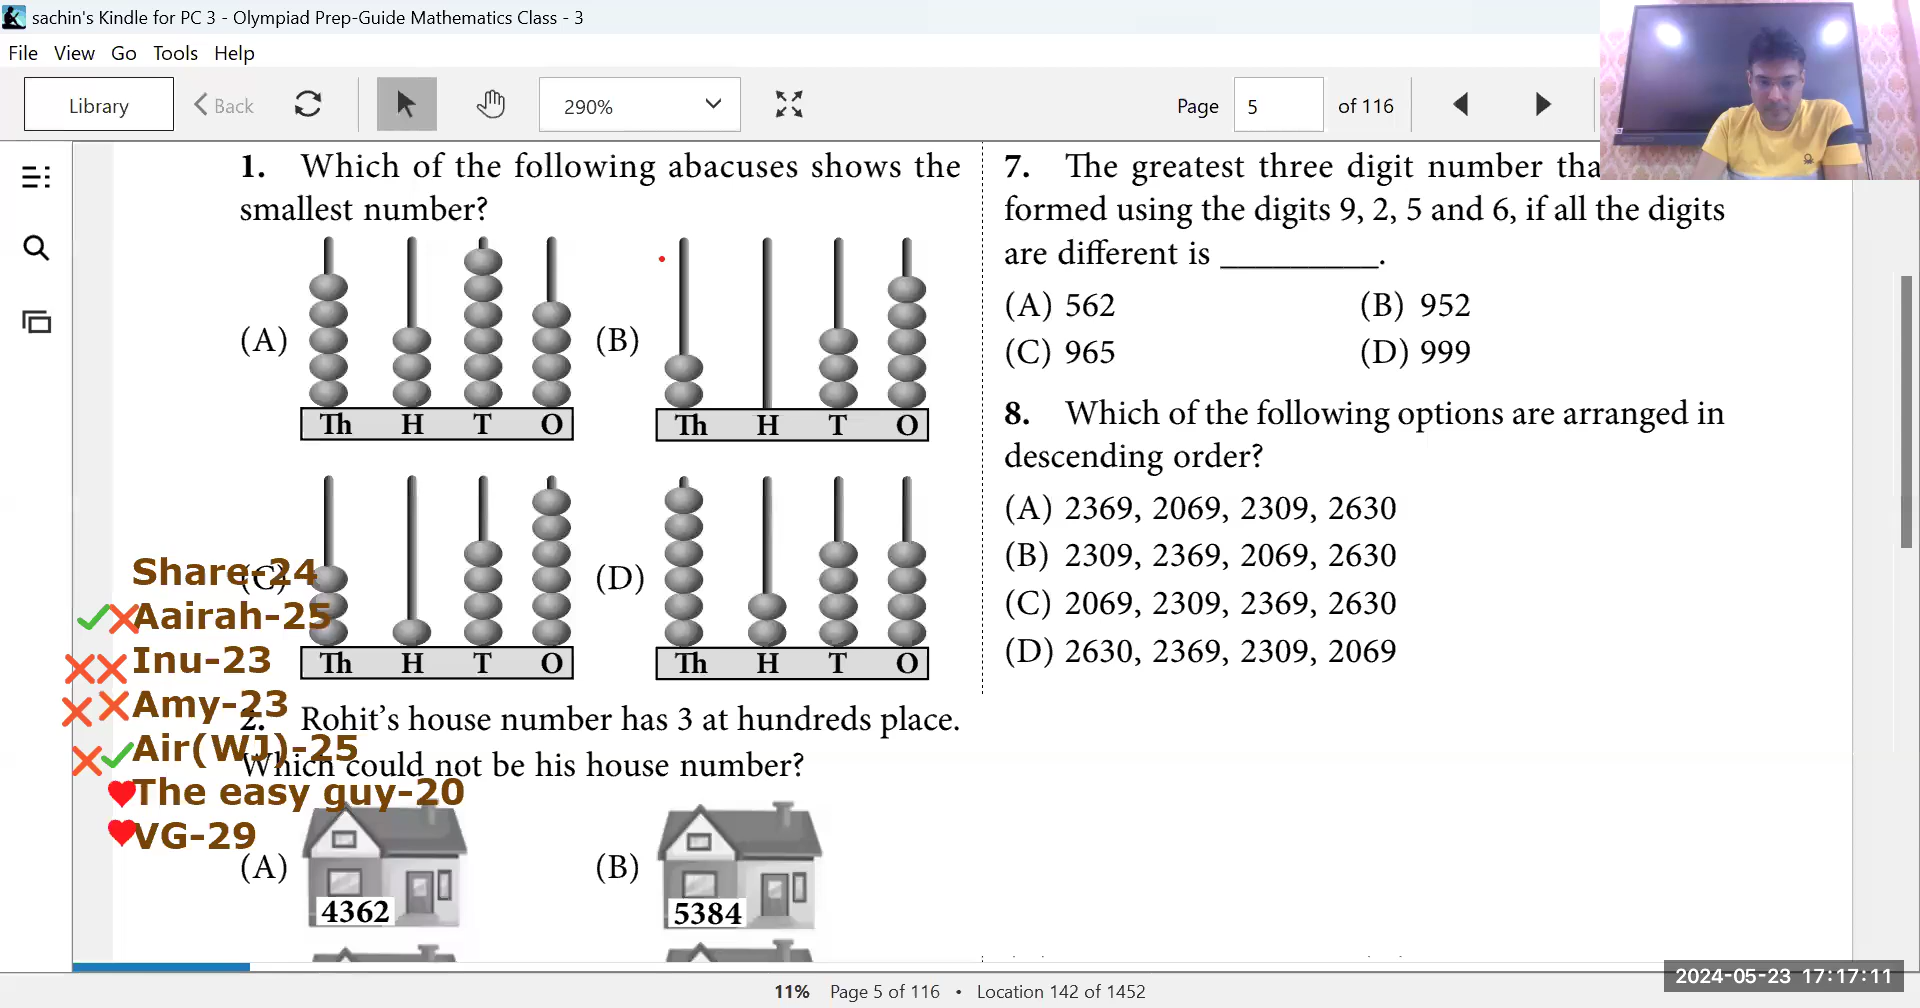 sachin's Kindle for PC 3 - Olympiad Prep-Guide Mathematics Class - 3
File View Go Tools Help
Library
Back
290%
Page 5 of 116
1. Which of the following abacuses shows the
smallest number?
(A)
Th H T O
(B)
Th H T O
(C)
Th H T O
(D)
Th H T O
2. Rohit's house number has 3 at hundreds place.
Which could not be his house number?
(A)
4362
(B)
5384
Share-24
Aairah-25
Inu-23
Amy-23
Air(WJ)-25
The easy guy-20
VG-29
7. The greatest three digit number
formed using the digits 9, 2, 5 and 6, if all the digits
are different is _________.
(A) 562
(B) 952
(C) 965
(D) 999
8. Which of the following options are arranged in
descending order?
(A) 2369, 2069, 2309, 2630
(B) 2309, 2369, 2069, 2630
(C) 2069, 2309, 2369, 2630
(D) 2630, 2369, 2309, 2069
11% Page 5 of 116 • Location 142 of 1452
2024-05-23 17:17:11